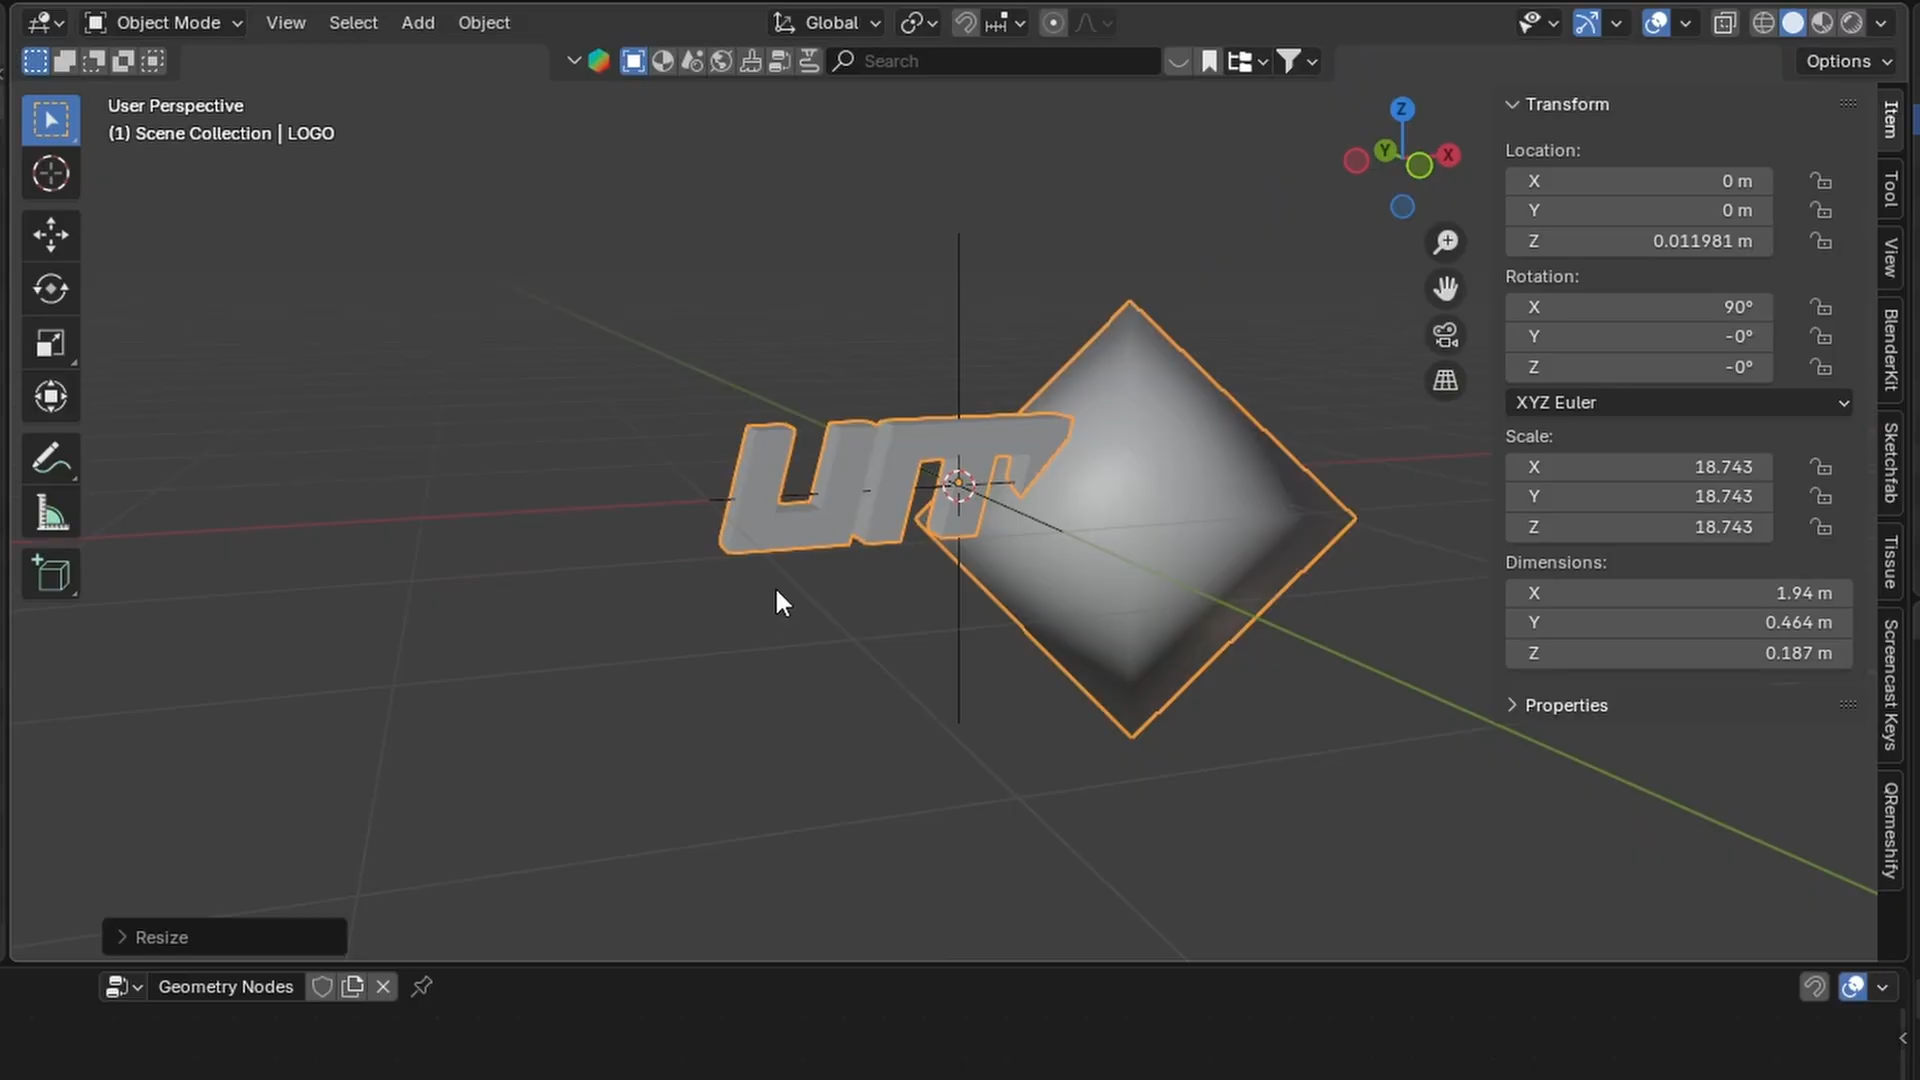 Object Mode View Select Add Object Global
Search Options
User Perspective
(1) Scene Collection | LOGO
Z
Y
X
Transform
Location:
X 0 m
Y 0 m
Z 0.011981 m
Rotation:
X 90°
Y -0°
Z -0°
XYZ Euler
Scale:
X 18.743
Y 18.743
Z 18.743
Dimensions:
X 1.94 m
Y 0.464 m
Z 0.187 m
Properties
Item
Tool
View
BlenderKit
Sketchfab
Tissue
Screencast Keys
QRemeshify
Resize
Geometry Nodes